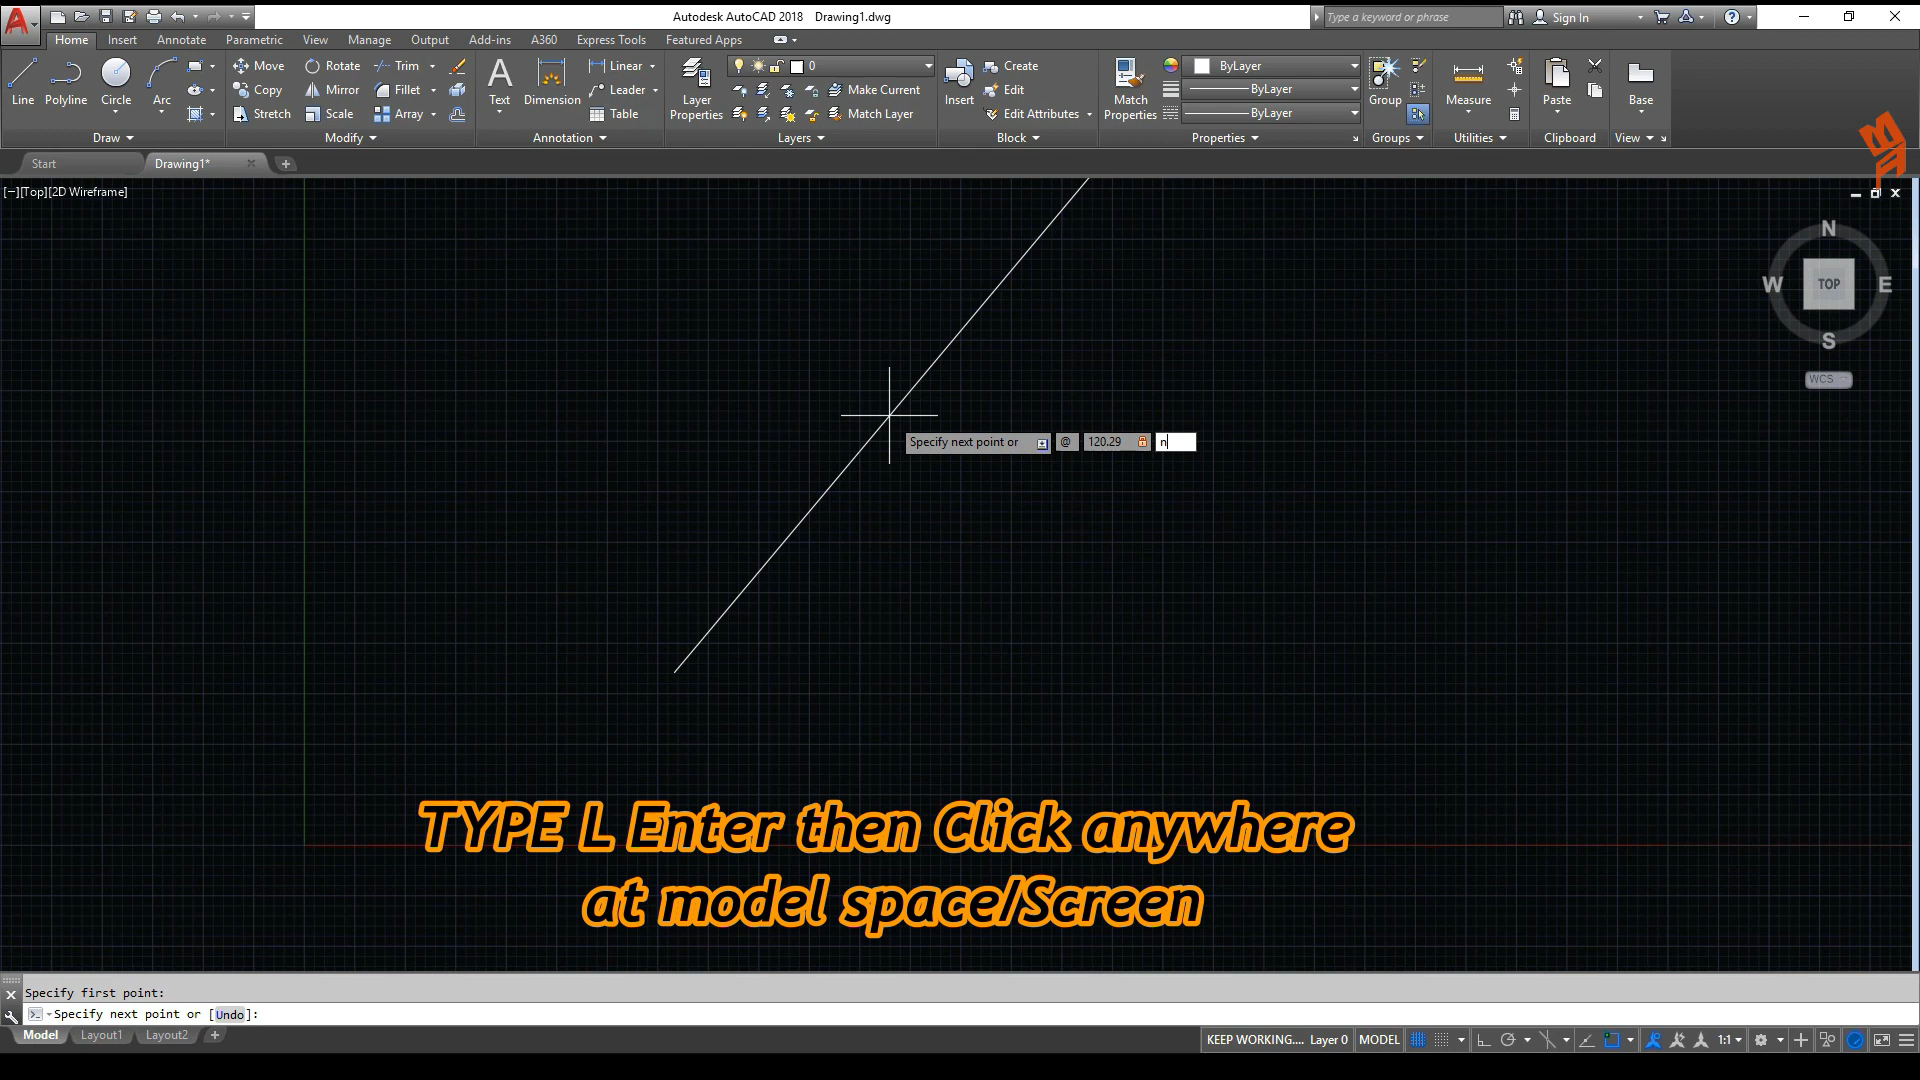 Autodesk AutoCAD 2018 Drawing1.dwg
Type a keyword or phrase
Sign In
Home Insert Annotate Parametric View Manage Output Add-ins A360 Express Tools Featured Apps
Line Polyline Circle Arc
Move Rotate Trim
Copy Mirror Fillet
Stretch Scale Array
Text Dimension
Linear
Leader
Table
Layer Properties
0
Make Current
Match Layer
Insert
Create
Edit
Edit Attributes
Match Properties
ByLayer
ByLayer
ByLayer
Group
Measure
Paste
Base
Draw Modify Annotation Layers Block Properties Groups Utilities Clipboard View
Start Drawing1*
[−][Top][2D Wireframe]
N
W TOP E
S
WCS
Specify next point or @ 120.29 n
TYPE L Enter then Click anywhere
at model space/Screen
Specify first point:
Specify next point or [Undo]:
Model Layout1 Layout2 +
KEEP WORKING.... Layer 0 MODEL 1:1